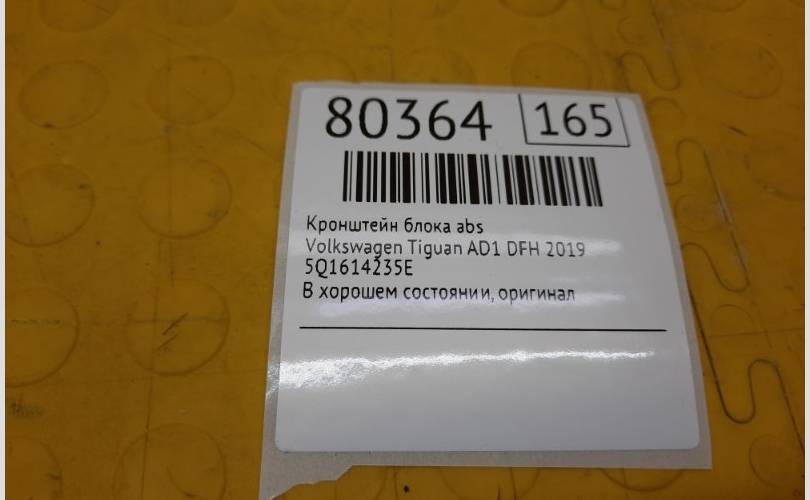 80364 165
Кронштейн блока abs
Volkswagen Tiguan AD1 DFH 2019
5Q1614235E
В хорошем состоянии, оригинал